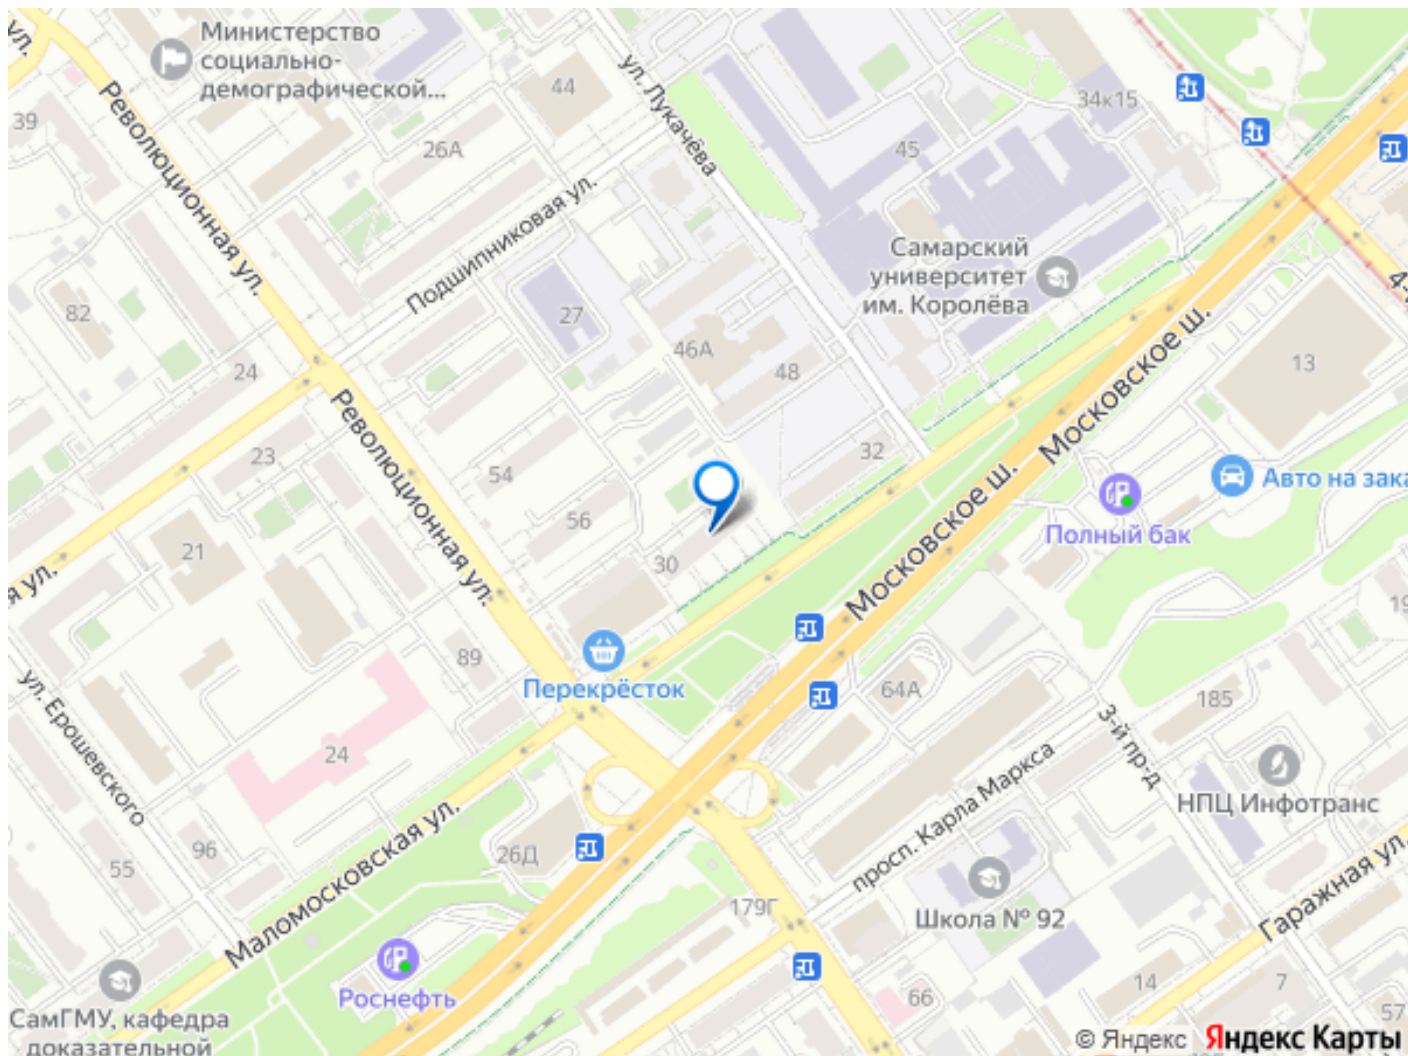 Министерство
социально-
демографической...
ул.
Революционная ул.
39
44
26А
ул. Лукачёва
34к15
45
Подшипниковая ул.
Самарский
университет
им. Королёва
82
27
46А
48
24
Революционная ул.
Московское ш.
13
4-
23
54
32
56
Московское ш.
Полный бак
Авто на зака
21
я ул.
30
89
Перекрёсток
64А
185
19
ул. Ерошевского
24
3-й пр-д
просп. Карла Маркса
НПЦ Инфотранс
Маломосковская ул.
96
55
26Д
179Г
Школа № 92
Гаражная ул.
Роснефть
66
14
7
57
СамГМУ, кафедра
доказательной
© Яндекс Яндекс Карты